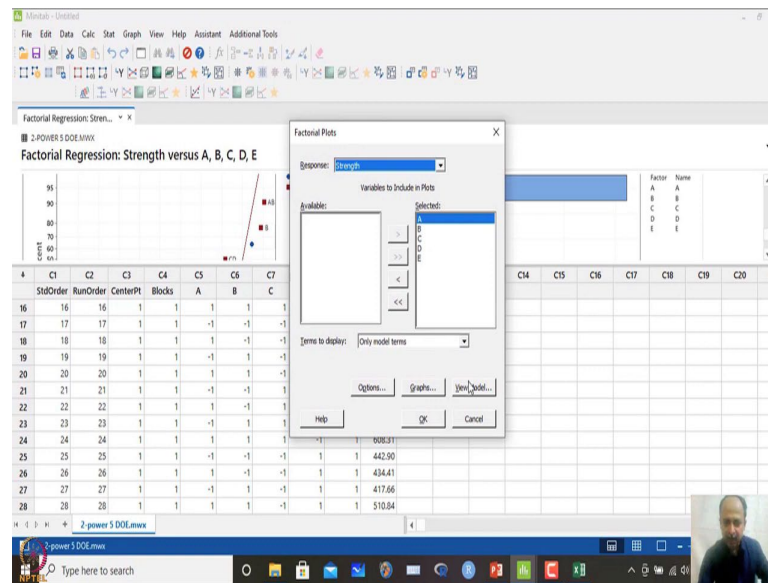 Minitab - Untitled
File Edit Data Calc Stat Graph View Help Assistant Additional Tools
Factorial Regression: Stren... × 
2-POWER 5 DOE.MWX
Factorial Regression: Strength versus A, B, C, D, E
95
90
80
70
60
50
cent
AB
B
CD
Factor Name
A A
B B
C C
D D
E E
Factorial Plots X
Response: Strength
Variables to Include in Plots
Available: Selected:
A
B
C
D
E
>
>>
<
<<
Terms to display: Only model terms
Options... Graphs... View Model...
Help OK Cancel
C1 C2 C3 C4 C5 C6 C7 C14 C15 C16 C17 C18 C19 C20
StdOrder RunOrder CenterPt Blocks A B C
16 16 16 1 1 1 1 1
17 17 17 1 1 -1 -1 -1
18 18 18 1 1 1 -1 -1
19 19 19 1 1 -1 1 -1
20 20 20 1 1 1 1 -1
21 21 21 1 1 -1 -1 1
22 22 22 1 1 1 -1 1
23 23 23 1 1 -1 1 1
24 24 24 1 1 1 1 1 -1 1 608.31
25 25 25 1 1 -1 -1 -1 1 1 442.90
26 26 26 1 1 1 -1 -1 1 1 434.41
27 27 27 1 1 -1 1 -1 1 1 417.66
28 28 28 1 1 1 1 -1 1 1 510.84
2-power 5 DOE.mwx
2-power 5 DOE.mwx
Type here to search
NPTEL